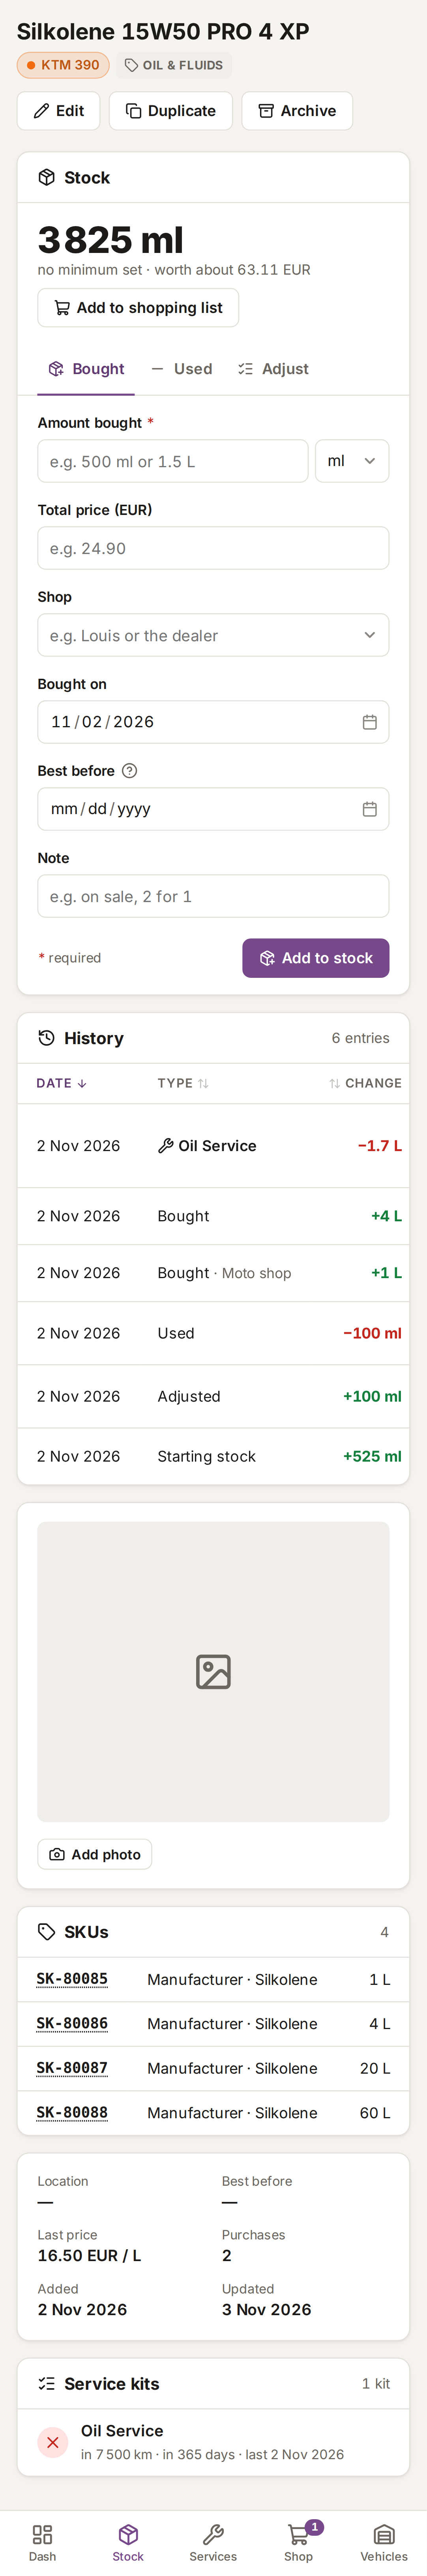 Silkolene 15W50 PRO 4 XP
KTM 390 OIL & FLUIDS
Edit Duplicate Archive
Stock
3 825 ml
no minimum set · worth about 63.11 EUR
Add to shopping list
Bought Used Adjust
Amount bought *
e.g. 500 ml or 1.5 L ml
Total price (EUR)
e.g. 24.90
Shop
e.g. Louis or the dealer
Bought on
11/02/2026
Best before
mm/dd/yyyy
Note
e.g. on sale, 2 for 1
* required Add to stock
History 6 entries
DATE TYPE CHANGE
2 Nov 2026 Oil Service −1.7 L
2 Nov 2026 Bought +4 L
2 Nov 2026 Bought · Moto shop +1 L
2 Nov 2026 Used −100 ml
2 Nov 2026 Adjusted +100 ml
2 Nov 2026 Starting stock +525 ml
Add photo
SKUs 4
SK-80085 Manufacturer · Silkolene 1 L
SK-80086 Manufacturer · Silkolene 4 L
SK-80087 Manufacturer · Silkolene 20 L
SK-80088 Manufacturer · Silkolene 60 L
Location Best before
— —
Last price Purchases
16.50 EUR / L 2
Added Updated
2 Nov 2026 3 Nov 2026
Service kits 1 kit
Oil Service
in 7 500 km · in 365 days · last 2 Nov 2026
1
Dash Stock Services Shop Vehicles